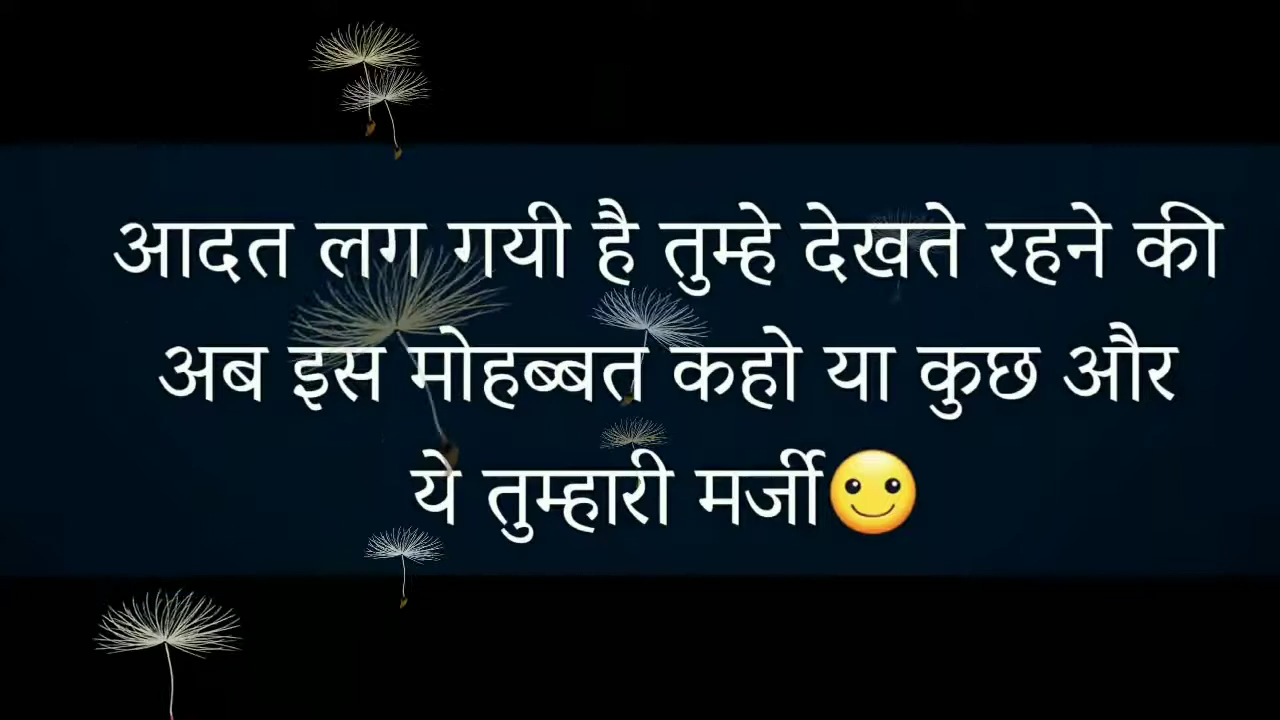 आदत लग गयी है तुम्हे देखते रहने की
अब इस मोहब्बत कहो या कुछ और
ये तुम्हारी मर्जी🙂